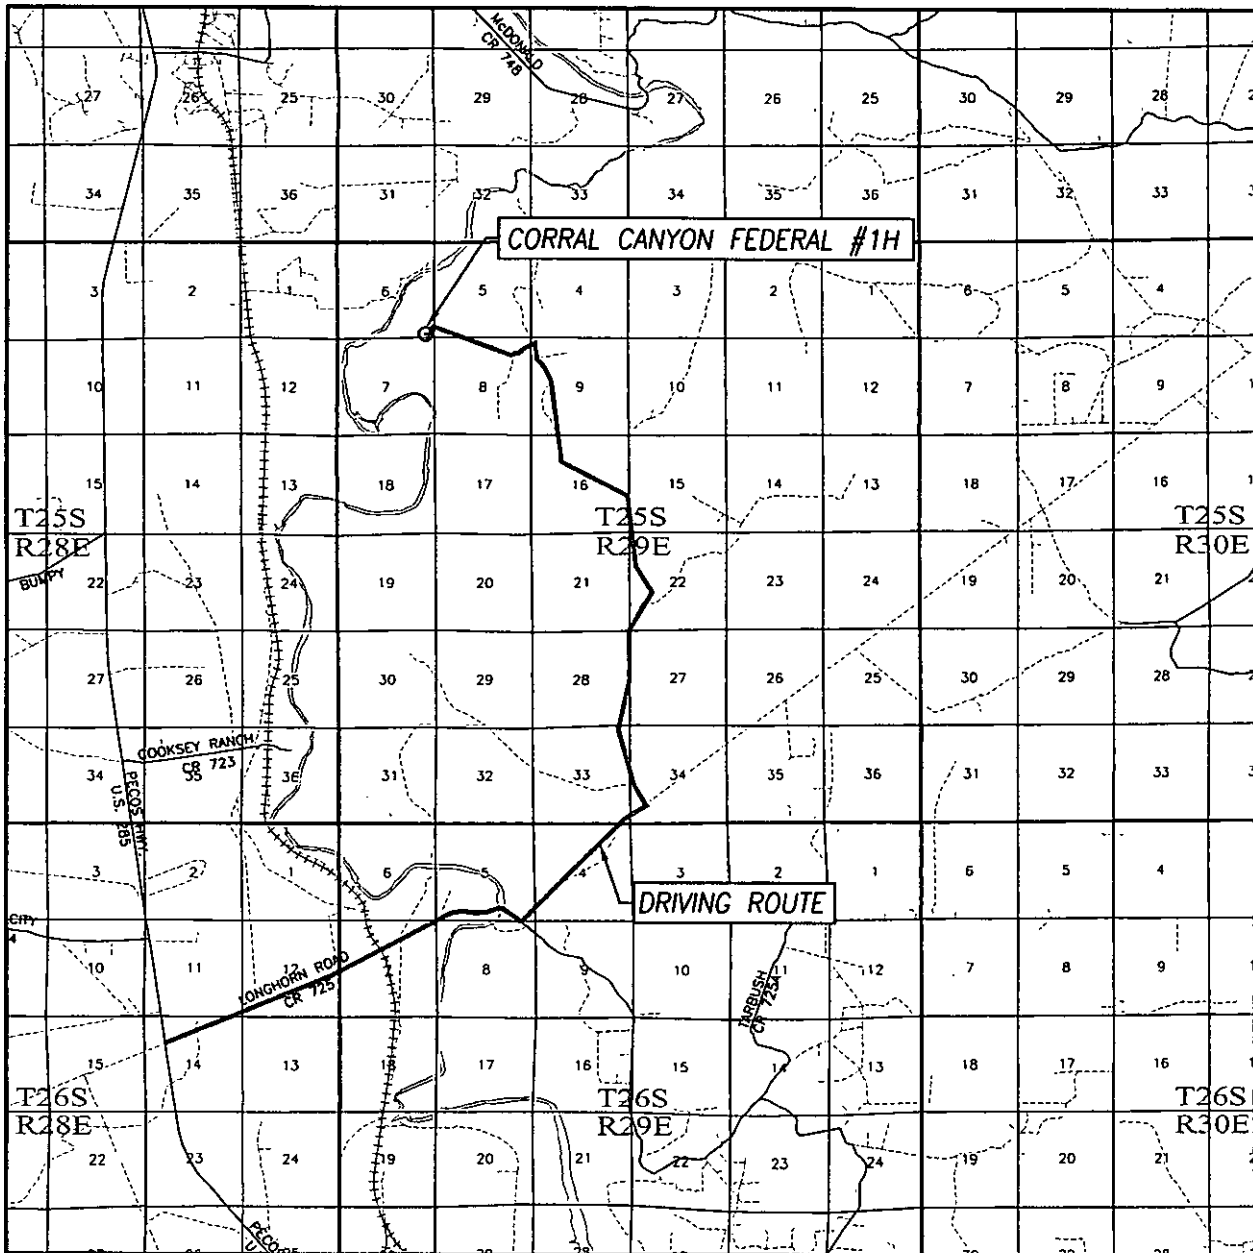 McDONALD
CR 748
27 26 25 30 29 28 27 26 25 30 29 28
34 35 36 31 32 33 34 35 36 31 32 33
CORRAL CANYON FEDERAL #1H
3 2 1 6 5 4 3 2 1 6 5 4
10 11 12 7 8 9 10 11 12 7 8 9
15 14 13 18 17 16 15 14 13 18 17 16
T25S T25S T25S
R28E R29E R30E
22 23 24 19 20 21 22 23 24 19 20 21
27 26 25 30 29 28 27 26 25 30 29 28
COOKSEY RANCH
CR 723
34 35 36 31 32 33 34 35 36 31 32 33
PECOS HWY
U.S. 285
3 2 1 6 5 4 3 2 1 6 5 4
DRIVING ROUTE
CITY
4
10 11 12 8 9 10 11 12 7 8 9
LONGHORN ROAD
CR 725
TARBUSH
CR 725A
15 14 13 18 17 16 15 14 13 18 17 16
T26S T26S T26S
R28E R29E R30E
22 23 24 19 20 21 22 23 24 19 20 21
PECOS
U